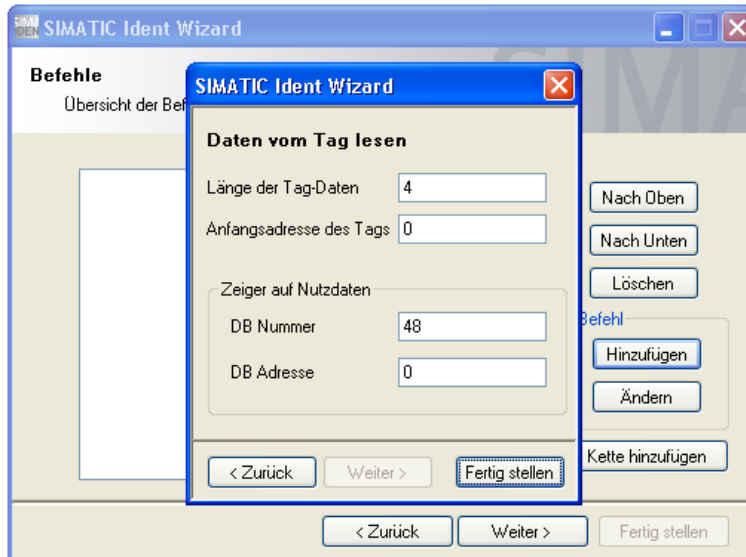 SIMATIC Ident Wizard
Befehle
Übersicht der Bef
SIMATIC Ident Wizard
Daten vom Tag lesen
Länge der Tag-Daten 4
Anfangsadresse des Tags 0
Zeiger auf Nutzdaten
DB Nummer 48
DB Adresse 0
< Zurück Weiter > Fertig stellen
Nach Oben
Nach Unten
Löschen
Befehl
Hinzufügen
Ändern
Kette hinzufügen
< Zurück Weiter > Fertig stellen